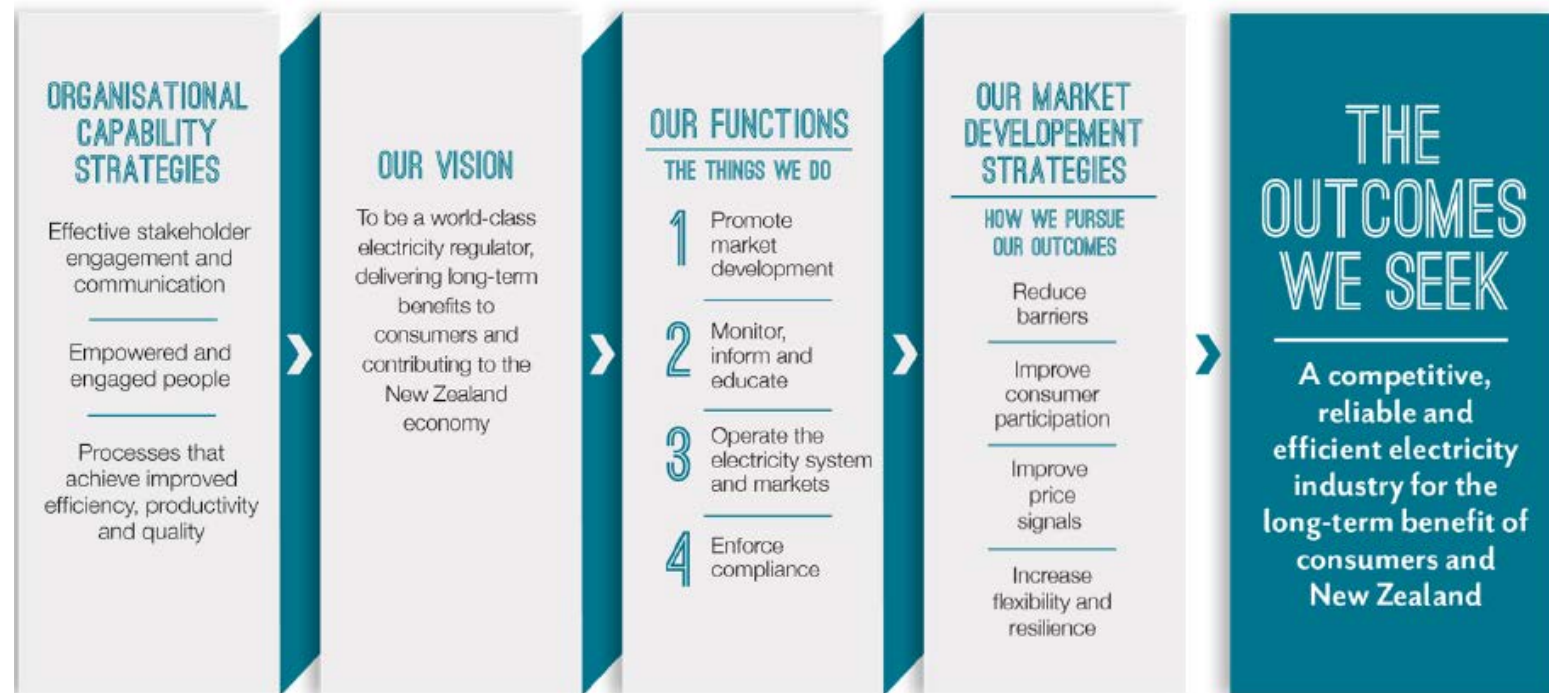 ORGANISATIONAL
CAPABILITY
STRATEGIES
Effective stakeholder
engagement and
communication
Empowered and
engaged people
Processes that
achieve improved
efficiency, productivity
and quality
OUR VISION
To be a world-class
electricity regulator,
delivering long-term
benefits to
consumers and
contributing to the
New Zealand
economy
OUR FUNCTIONS
THE THINGS WE DO
1 Promote
market
development
2 Monitor,
inform and
educate
3 Operate the
electricity system
and markets
4 Enforce
compliance
OUR MARKET
DEVELOPEMENT
STRATEGIES
HOW WE PURSUE
OUR OUTCOMES
Reduce
barriers
Improve
consumer
participation
Improve
price
signals
Increase
flexibility and
resilience
THE
OUTCOMES
WE SEEK
A competitive,
reliable and
efficient electricity
industry for the
long-term benefit of
consumers and
New Zealand